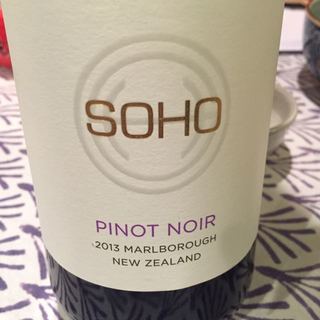 SOHO
PINOT NOIR
2013 MARLBOROUGH
NEW ZEALAND